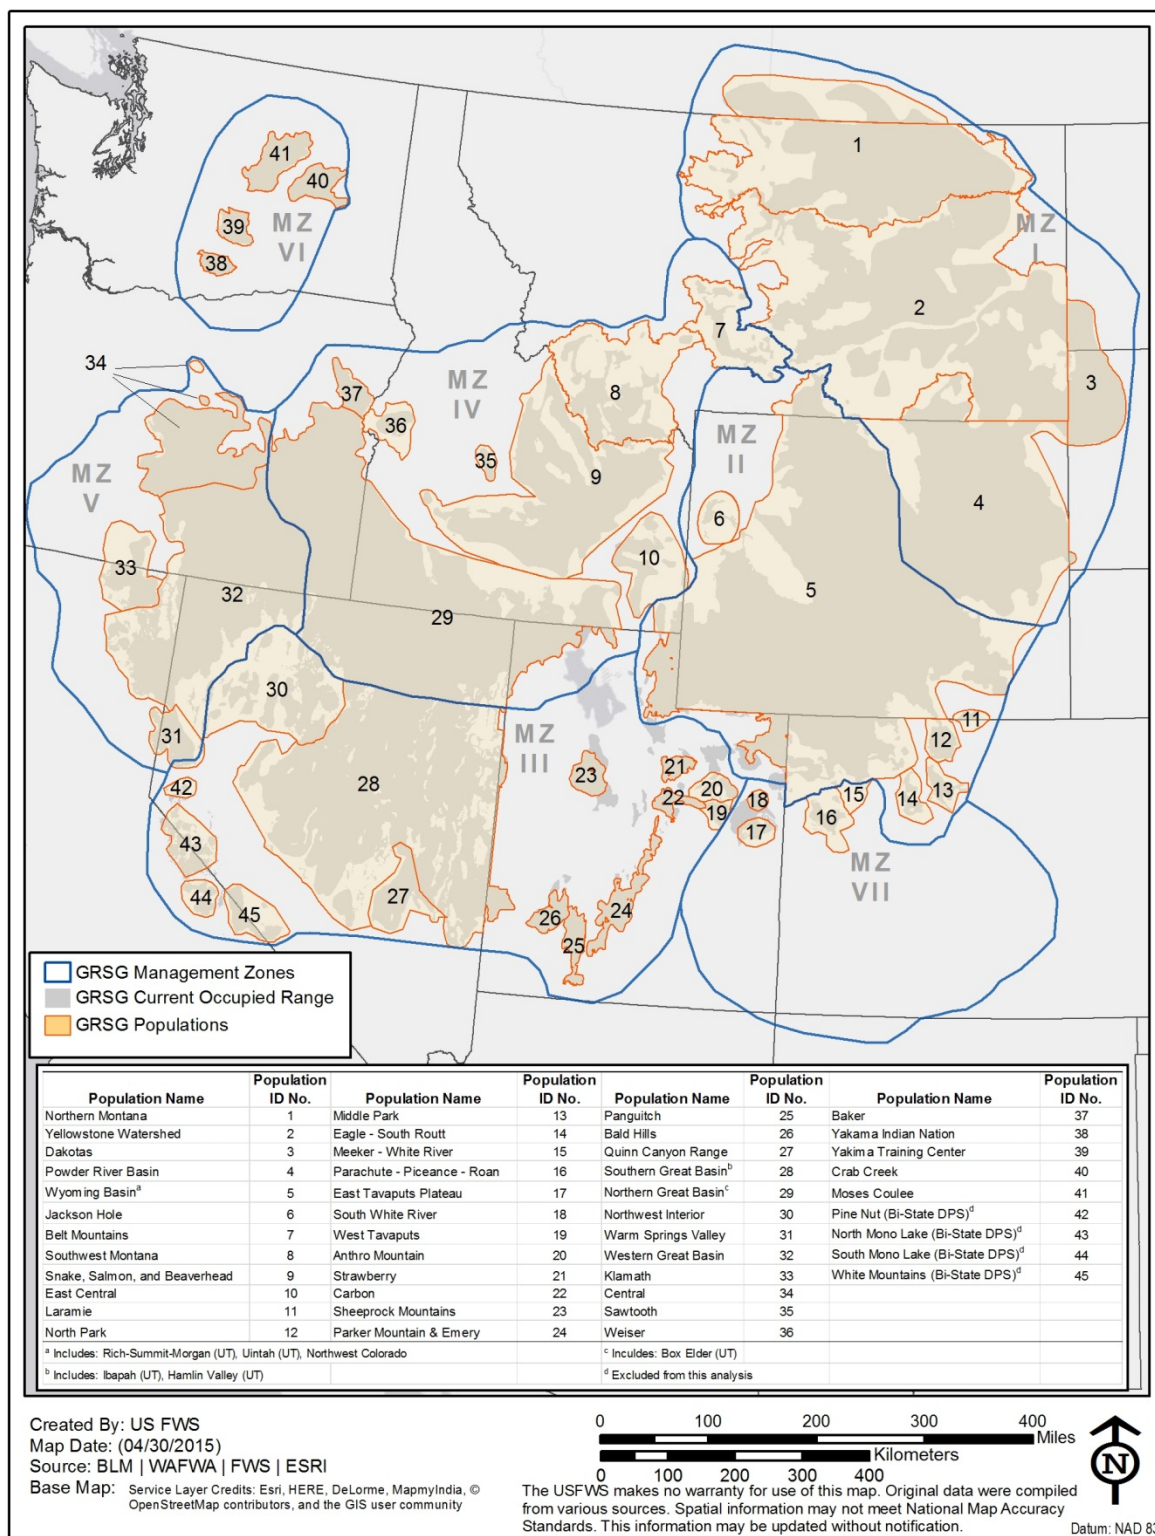 1
41
40
39
MZ
VI
38
MZ
I
2
7
34
3
37
MZ
IV
8
36
MZ
II
35
9
MZ
V
6
4
33
10
5
32
29
30
11
31
MZ
III
12
21
28
23
42
20
15
13
22
18
14
19
16
17
43
MZ
VII
27
44
24
45
26
25
GRSG Management Zones
GRSG Current Occupied Range
GRSG Populations
Population Name Population ID No. Population Name Population ID No. Population Name Population ID No. Population Name Population ID No.
Northern Montana 1 Middle Park 13 Panguitch 25 Baker 37
Yellowstone Watershed 2 Eagle - South Routt 14 Bald Hills 26 Yakama Indian Nation 38
Dakotas 3 Meeker - White River 15 Quinn Canyon Range 27 Yakima Training Center 39
Powder River Basin 4 Parachute - Piceance - Roan 16 Southern Great Basin^b 28 Crab Creek 40
Wyoming Basin^a 5 East Tavaputs Plateau 17 Northern Great Basin^c 29 Moses Coulee 41
Jackson Hole 6 South White River 18 Northwest Interior 30 Pine Nut (Bi-State DPS)^d 42
Belt Mountains 7 West Tavaputs 19 Warm Springs Valley 31 North Mono Lake (Bi-State DPS)^d 43
Southwest Montana 8 Anthro Mountain 20 Western Great Basin 32 South Mono Lake (Bi-State DPS)^d 44
Snake, Salmon, and Beaverhead 9 Strawberry 21 Klamath 33 White Mountains (Bi-State DPS)^d 45
East Central 10 Carbon 22 Central 34
Laramie 11 Sheeprock Mountains 23 Sawtooth 35
North Park 12 Parker Mountain & Emery 24 Weiser 36
^a Includes: Rich-Summit-Morgan (UT), Uintah (UT), Northwest Colorado ^c Inculdes: Box Elder (UT)
^b Includes: Ibapah (UT), Hamlin Valley (UT) ^d Excluded from this analysis
Created By: US FWS
Map Date: (04/30/2015)
Source: BLM | WAFWA | FWS | ESRI
Base Map: Service Layer Credits: Esri, HERE, DeLorme, MapmyIndia, ©
OpenStreetMap contributors, and the GIS user community
0 100 200 300 400
Miles
Kilometers
0 100 200 300 400
N
The USFWS makes no warranty for use of this map. Original data were compiled
from various sources. Spatial information may not meet National Map Accuracy
Standards. This information may be updated without notification.
Datum: NAD 83